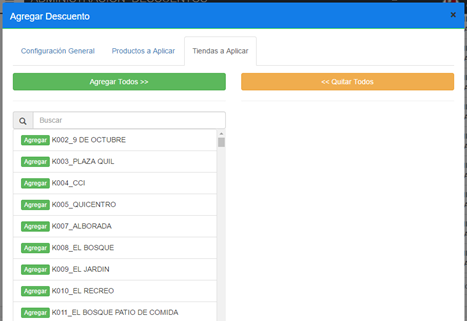 ADMINISTRACION DESCUENTOS
Agregar Descuento
×
Configuración General
Productos a Aplicar
Tiendas a Aplicar
Agregar Todos >>
<< Quitar Todos
Buscar
Agregar K002_9 DE OCTUBRE
Agregar K003_PLAZA QUIL
Agregar K004_CCI
Agregar K005_QUICENTRO
Agregar K007_ALBORADA
Agregar K008_EL BOSQUE
Agregar K009_EL JARDIN
Agregar K010_EL RECREO
Agregar K011_EL BOSQUE PATIO DE COMIDA